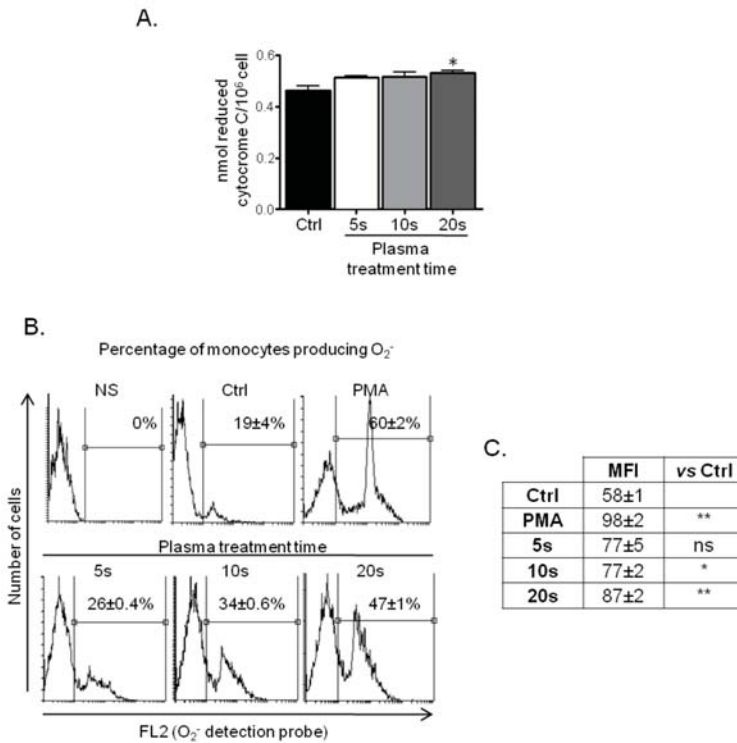 A.
0.6
0.4
0.2
0.0
nmol reduced
cytocrome C/10⁶ cell
*
Ctrl 5s 10s 20s
Plasma
treatment time
B.
Percentage of monocytes producing O₂⁻
NS Ctrl PMA
0% 19±4% 60±2%
Plasma treatment time
5s 10s 20s
26±0.4% 34±0.6% 47±1%
Number of cells
FL2 (O₂⁻ detection probe)
C.
MFI vs Ctrl
Ctrl 58±1
PMA 98±2 **
5s 77±5 ns
10s 77±2 *
20s 87±2 **